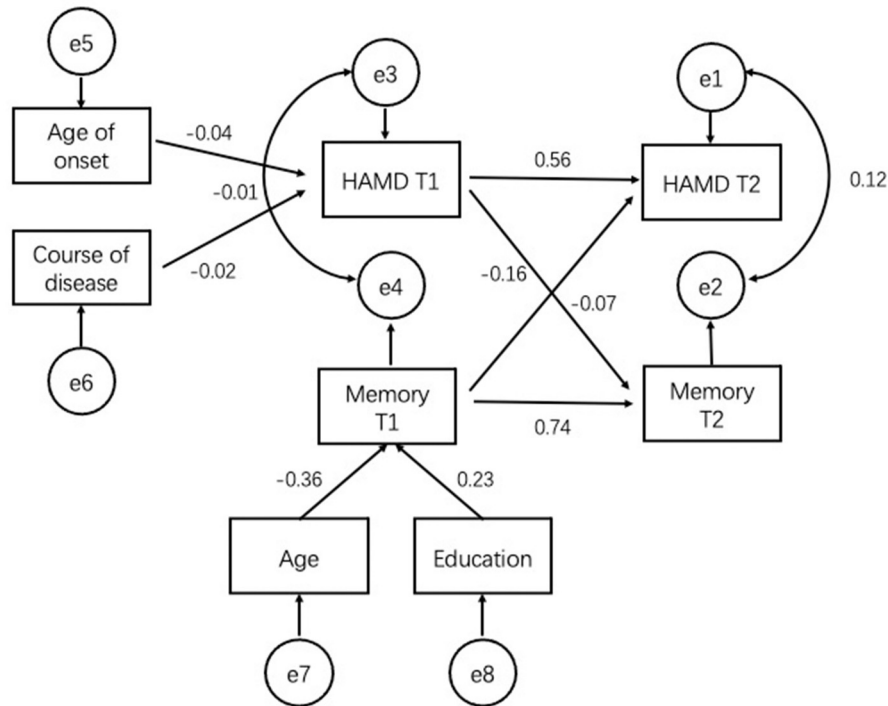 e5
e3
e1
Age of
onset
-0.04
HAMD T1
0.56
HAMD T2
0.12
-0.01
Course of
disease
-0.02
e4
-0.16
-0.07
e2
e6
Memory
T1
0.74
Memory
T2
-0.36
0.23
Age
Education
e7
e8